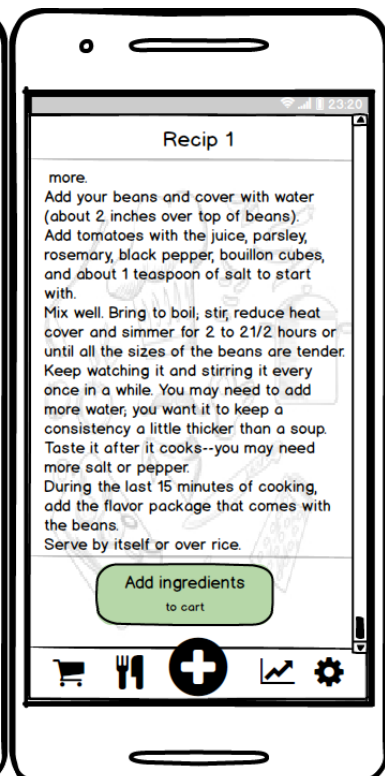 23:20
Recip 1
more.
Add your beans and cover with water
(about 2 inches over top of beans).
Add tomatoes with the juice, parsley,
rosemary, black pepper, bouillon cubes,
and about 1 teaspoon of salt to start
with.
Mix well. Bring to boil; stir, reduce heat
cover and simmer for 2 to 21/2 hours or
until all the sizes of the beans are tender.
Keep watching it and stirring it every
once in a while. You may need to add
more water; you want it to keep a
consistency a little thicker than a soup.
Taste it after it cooks--you may need
more salt or pepper.
During the last 15 minutes of cooking,
add the flavor package that comes with
the beans.
Serve by itself or over rice.
Add ingredients
to cart